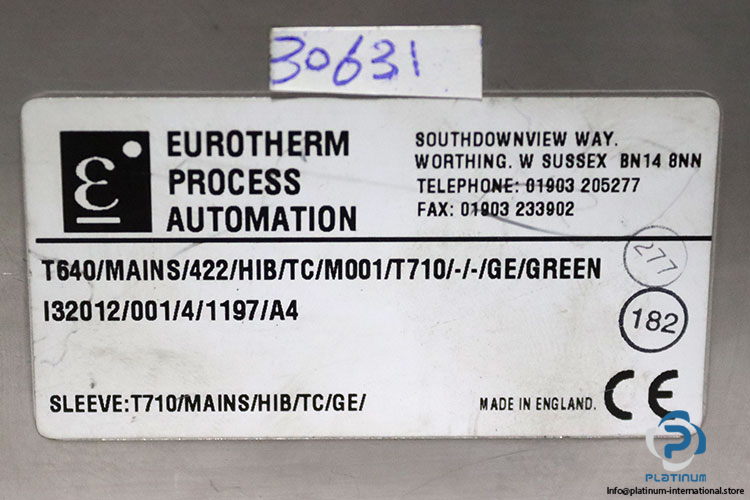 30631
EUROTHERM
PROCESS
AUTOMATION
SOUTHDOWNVIEW WAY.
WORTHING. W SUSSEX BN14 8NN
TELEPHONE: 01903 205277
FAX: 01903 233902
T640/MAINS/422/HIB/TC/M001/T710/-/-/GE/GREEN
277
I32012/001/4/1197/A4
182
SLEEVE:T710/MAINS/HIB/TC/GE/
MADE IN ENGLAND.
CE
PLATINUM
Info@platinum-international.store